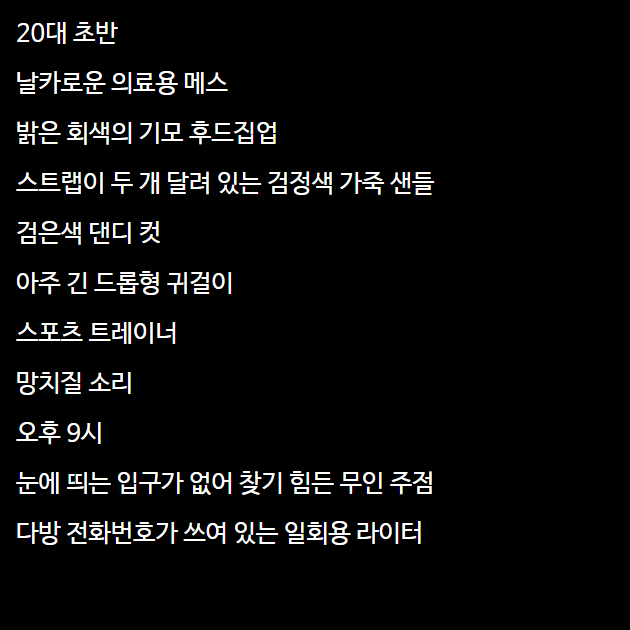 20대 초반
날카로운 의료용 메스
밝은 회색의 기모 후드집업
스트랩이 두 개 달려 있는 검정색 가죽 샌들
검은색 댄디 컷
아주 긴 드롭형 귀걸이
스포츠 트레이너
망치질 소리
오후 9시
눈에 띄는 입구가 없어 찾기 힘든 무인 주점
다방 전화번호가 쓰여 있는 일회용 라이터